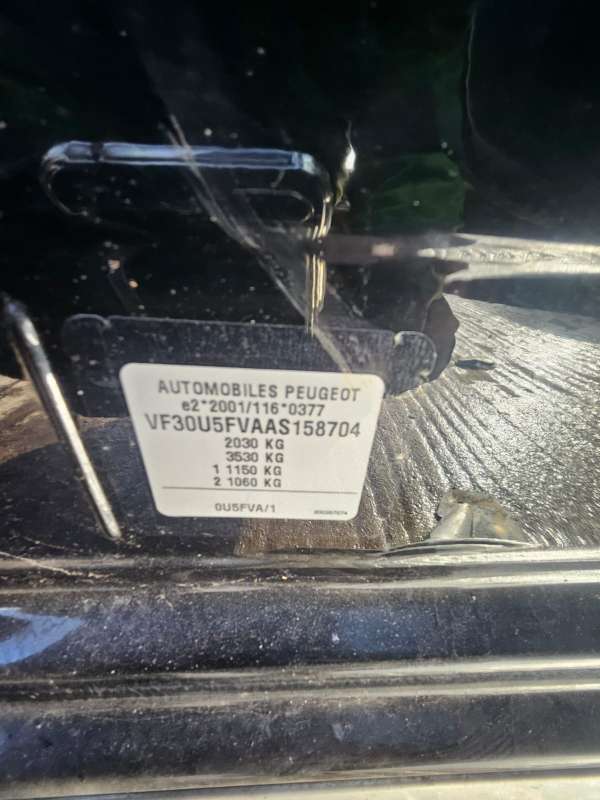 AUTOMOBILES PEUGEOT
e2*2001/116*0377
VF30U5FVAAS158704
2030 KG
3530 KG
1 1150 KG
2 1060 KG
0U5FVA/1